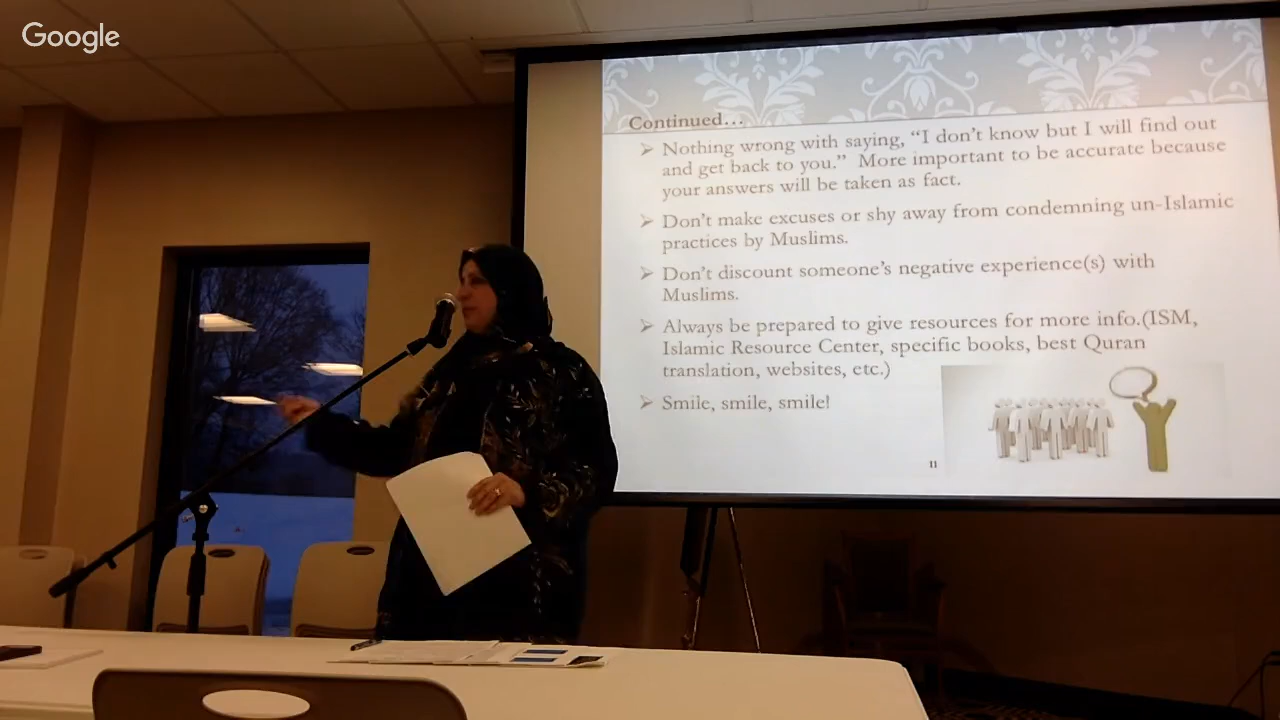 Google
Continued...
➢ Nothing wrong with saying, “I don’t know but I will find out
and get back to you.” More important to be accurate because
your answers will be taken as fact.
➢ Don’t make excuses or shy away from condemning un-Islamic
practices by Muslims.
➢ Don’t discount someone’s negative experience(s) with
Muslims.
➢ Always be prepared to give resources for more info.(ISM,
Islamic Resource Center, specific books, best Quran
translation, websites, etc.)
➢ Smile, smile, smile!
11